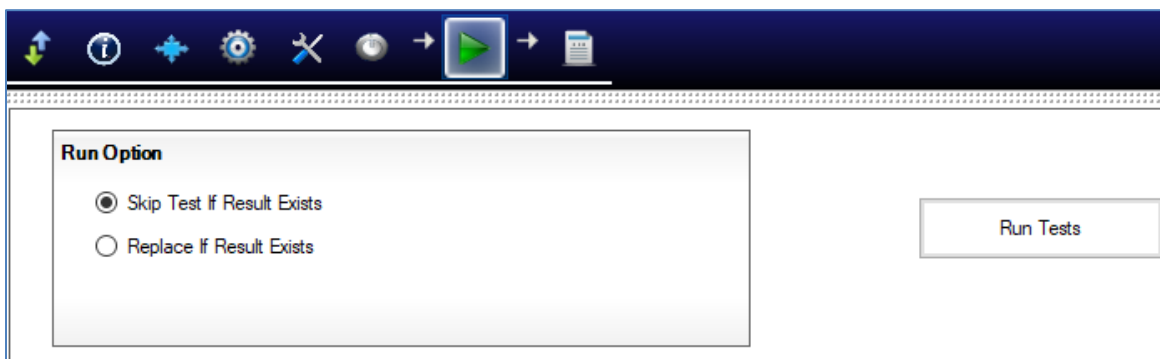 Run Option
Skip Test If Result Exists
Replace If Result Exists
Run Tests